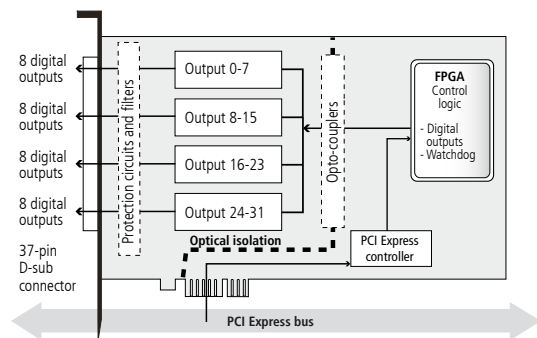 8 digital
outputs
8 digital
outputs
8 digital
outputs
8 digital
outputs
37-pin
D-sub
connector
Protection circuits and filters
Output 0-7
Output 8-15
Output 16-23
Output 24-31
Optical isolation
Opto-couplers
FPGA
Control
logic
- Digital
outputs
- Watchdog
PCI Express
controller
PCI Express bus